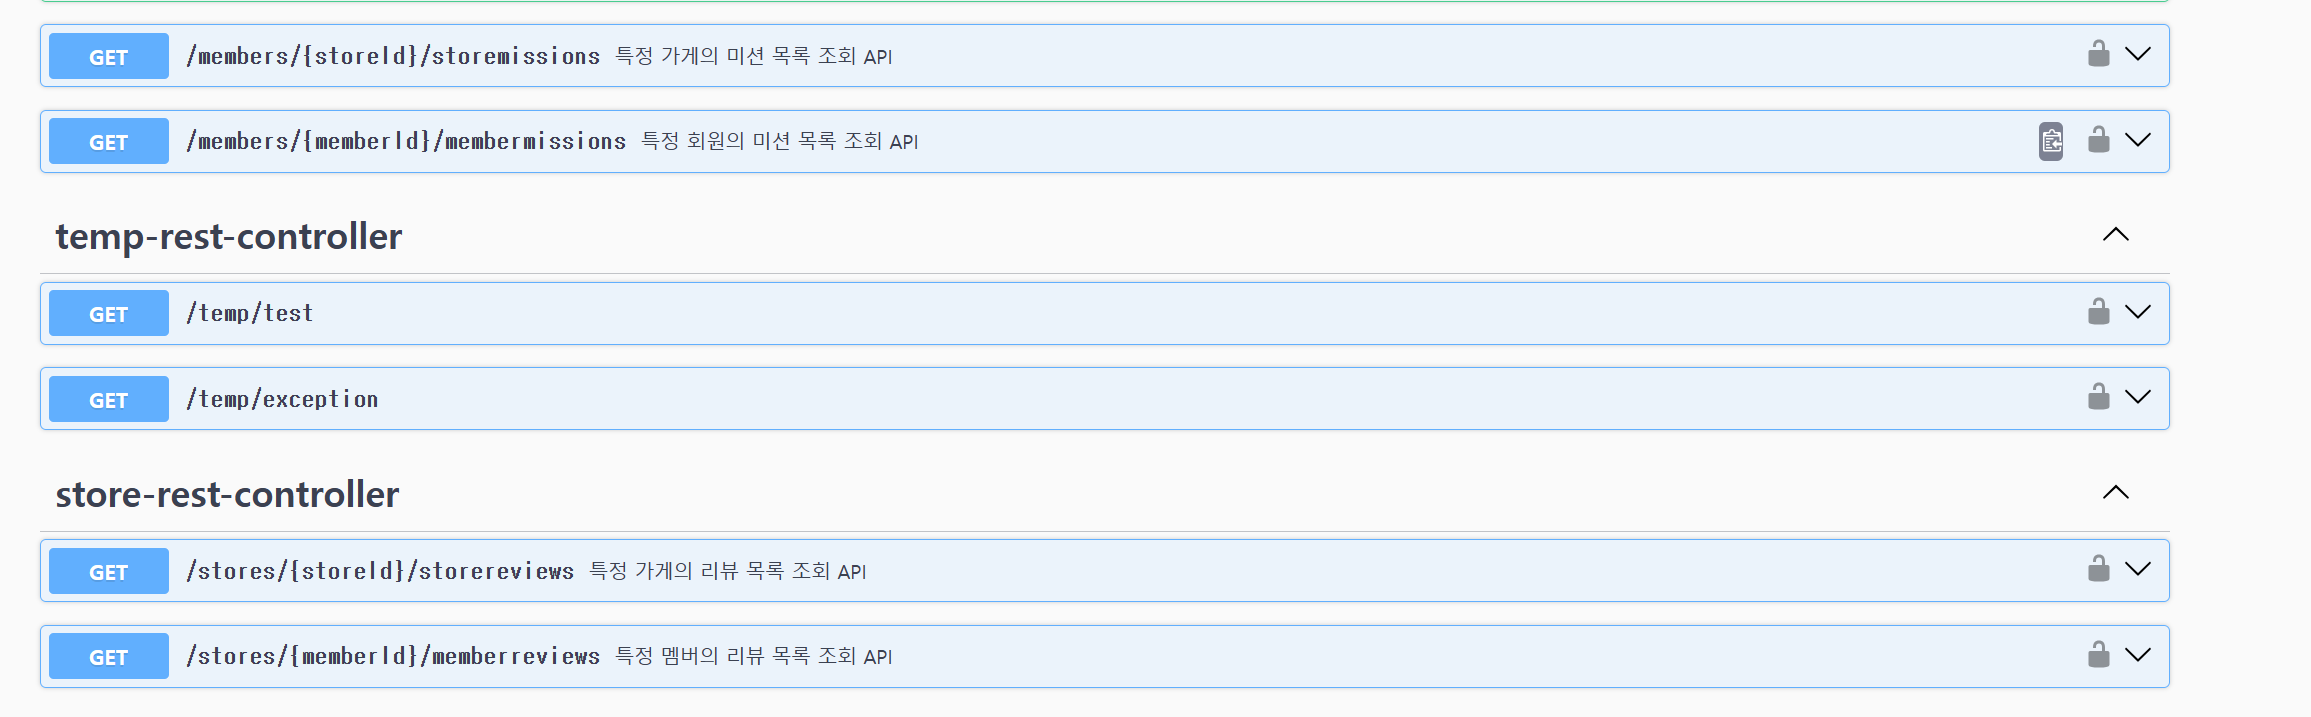 GET /members/{storeId}/storemissions 특정 가게의 미션 목록 조회 API
GET /members/{memberId}/membermissions 특정 회원의 미션 목록 조회 API
temp-rest-controller
GET /temp/test
GET /temp/exception
store-rest-controller
GET /stores/{storeId}/storereviews 특정 가게의 리뷰 목록 조회 API
GET /stores/{memberId}/memberreviews 특정 멤버의 리뷰 목록 조회 API